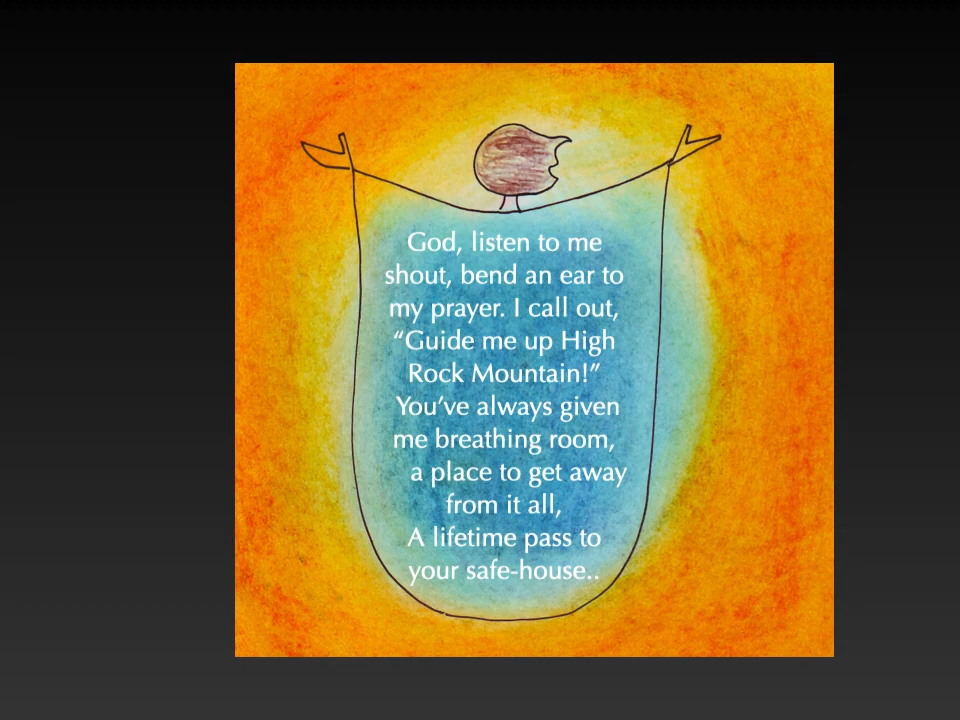 God, listen to me
shout, bend an ear to
my prayer. I call out,
“Guide me up High
Rock Mountain!”
You’ve always given
me breathing room,
a place to get away
from it all,
A lifetime pass to
your safe-house..